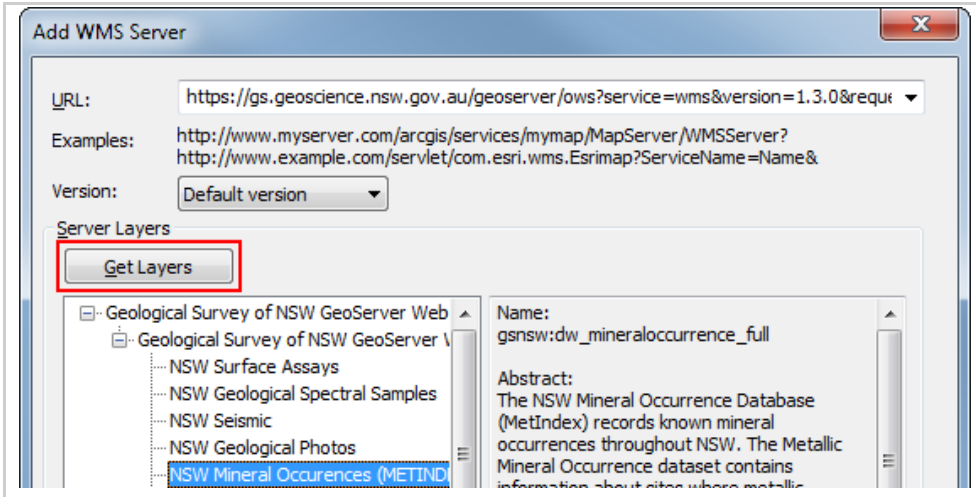 Add WMS Server
URL:
https://gs.geoscience.nsw.gov.au/geoserver/ows?service=wms&version=1.3.0&reque
Examples:
http://www.myserver.com/arcgis/services/mymap/MapServer/WMSServer?
http://www.example.com/servlet/com.esri.wms.Esrimap?ServiceName=Name&
Version:
Default version
Server Layers
Get Layers
Geological Survey of NSW GeoServer Web
Geological Survey of NSW GeoServer
NSW Surface Assays
NSW Geological Spectral Samples
NSW Seismic
NSW Geological Photos
NSW Mineral Occurences (METIND
Name:
gsnsw:dw_mineraloccurrence_full
Abstract:
The NSW Mineral Occurrence Database
(MetIndex) records known mineral
occurrences throughout NSW. The Metallic
Mineral Occurrence dataset contains
information about sites where metallic